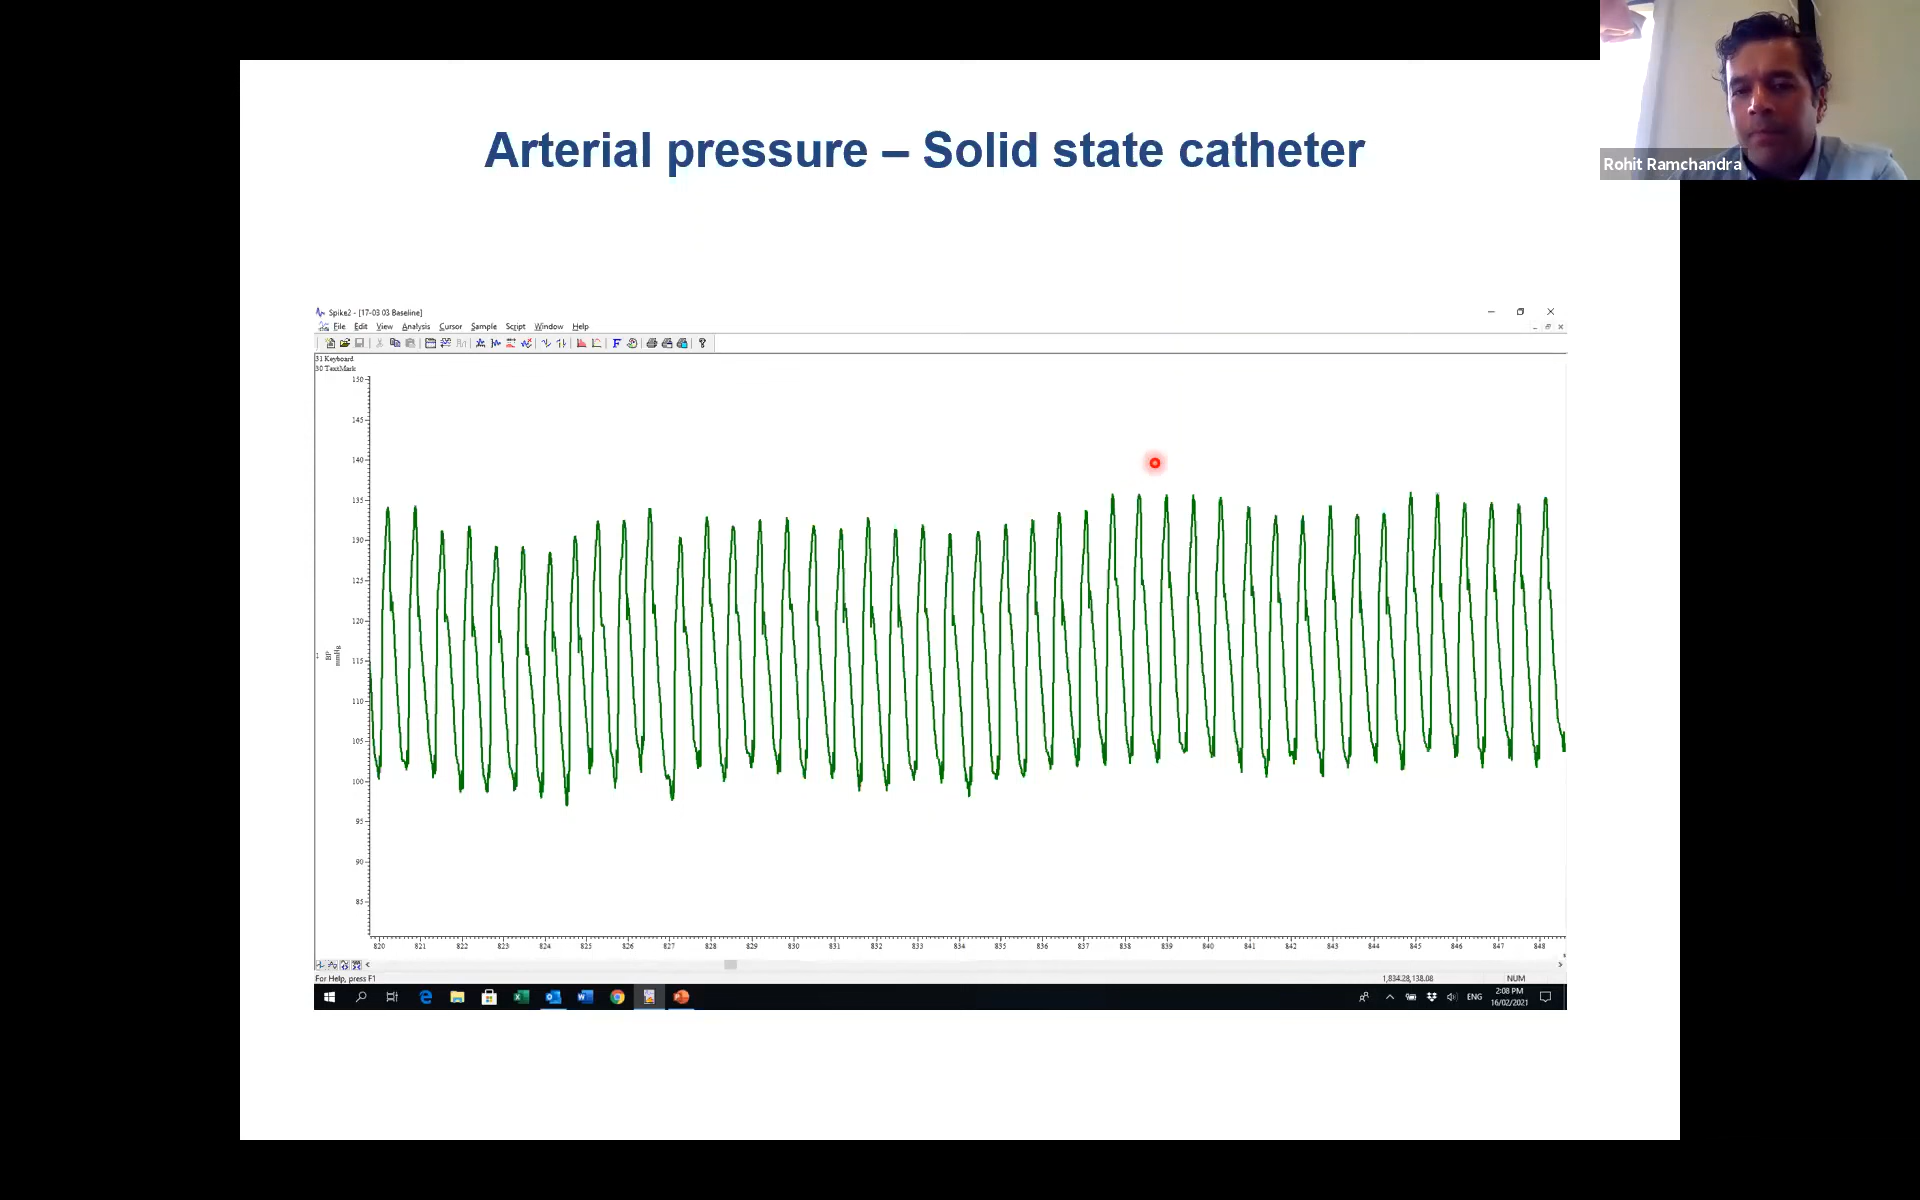 Arterial pressure – Solid state catheter
Rohit Ramchandra
Spike2 - [17-03 03 Baseline]
File Edit View Analysis Cursor Sample Script Window Help
31 Keyboard
30 TextMark
150
145
140
135
130
125
120
115
110
105
100
95
90
85
1
BP
mmHg
820 821 822 823 824 825 826 827 828 829 830 831 832 833 834 835 836 837 838 839 840 841 842 843 844 845 846 847 848
For Help, press F1
NUM
ENG
2:08 PM
16/02/2021